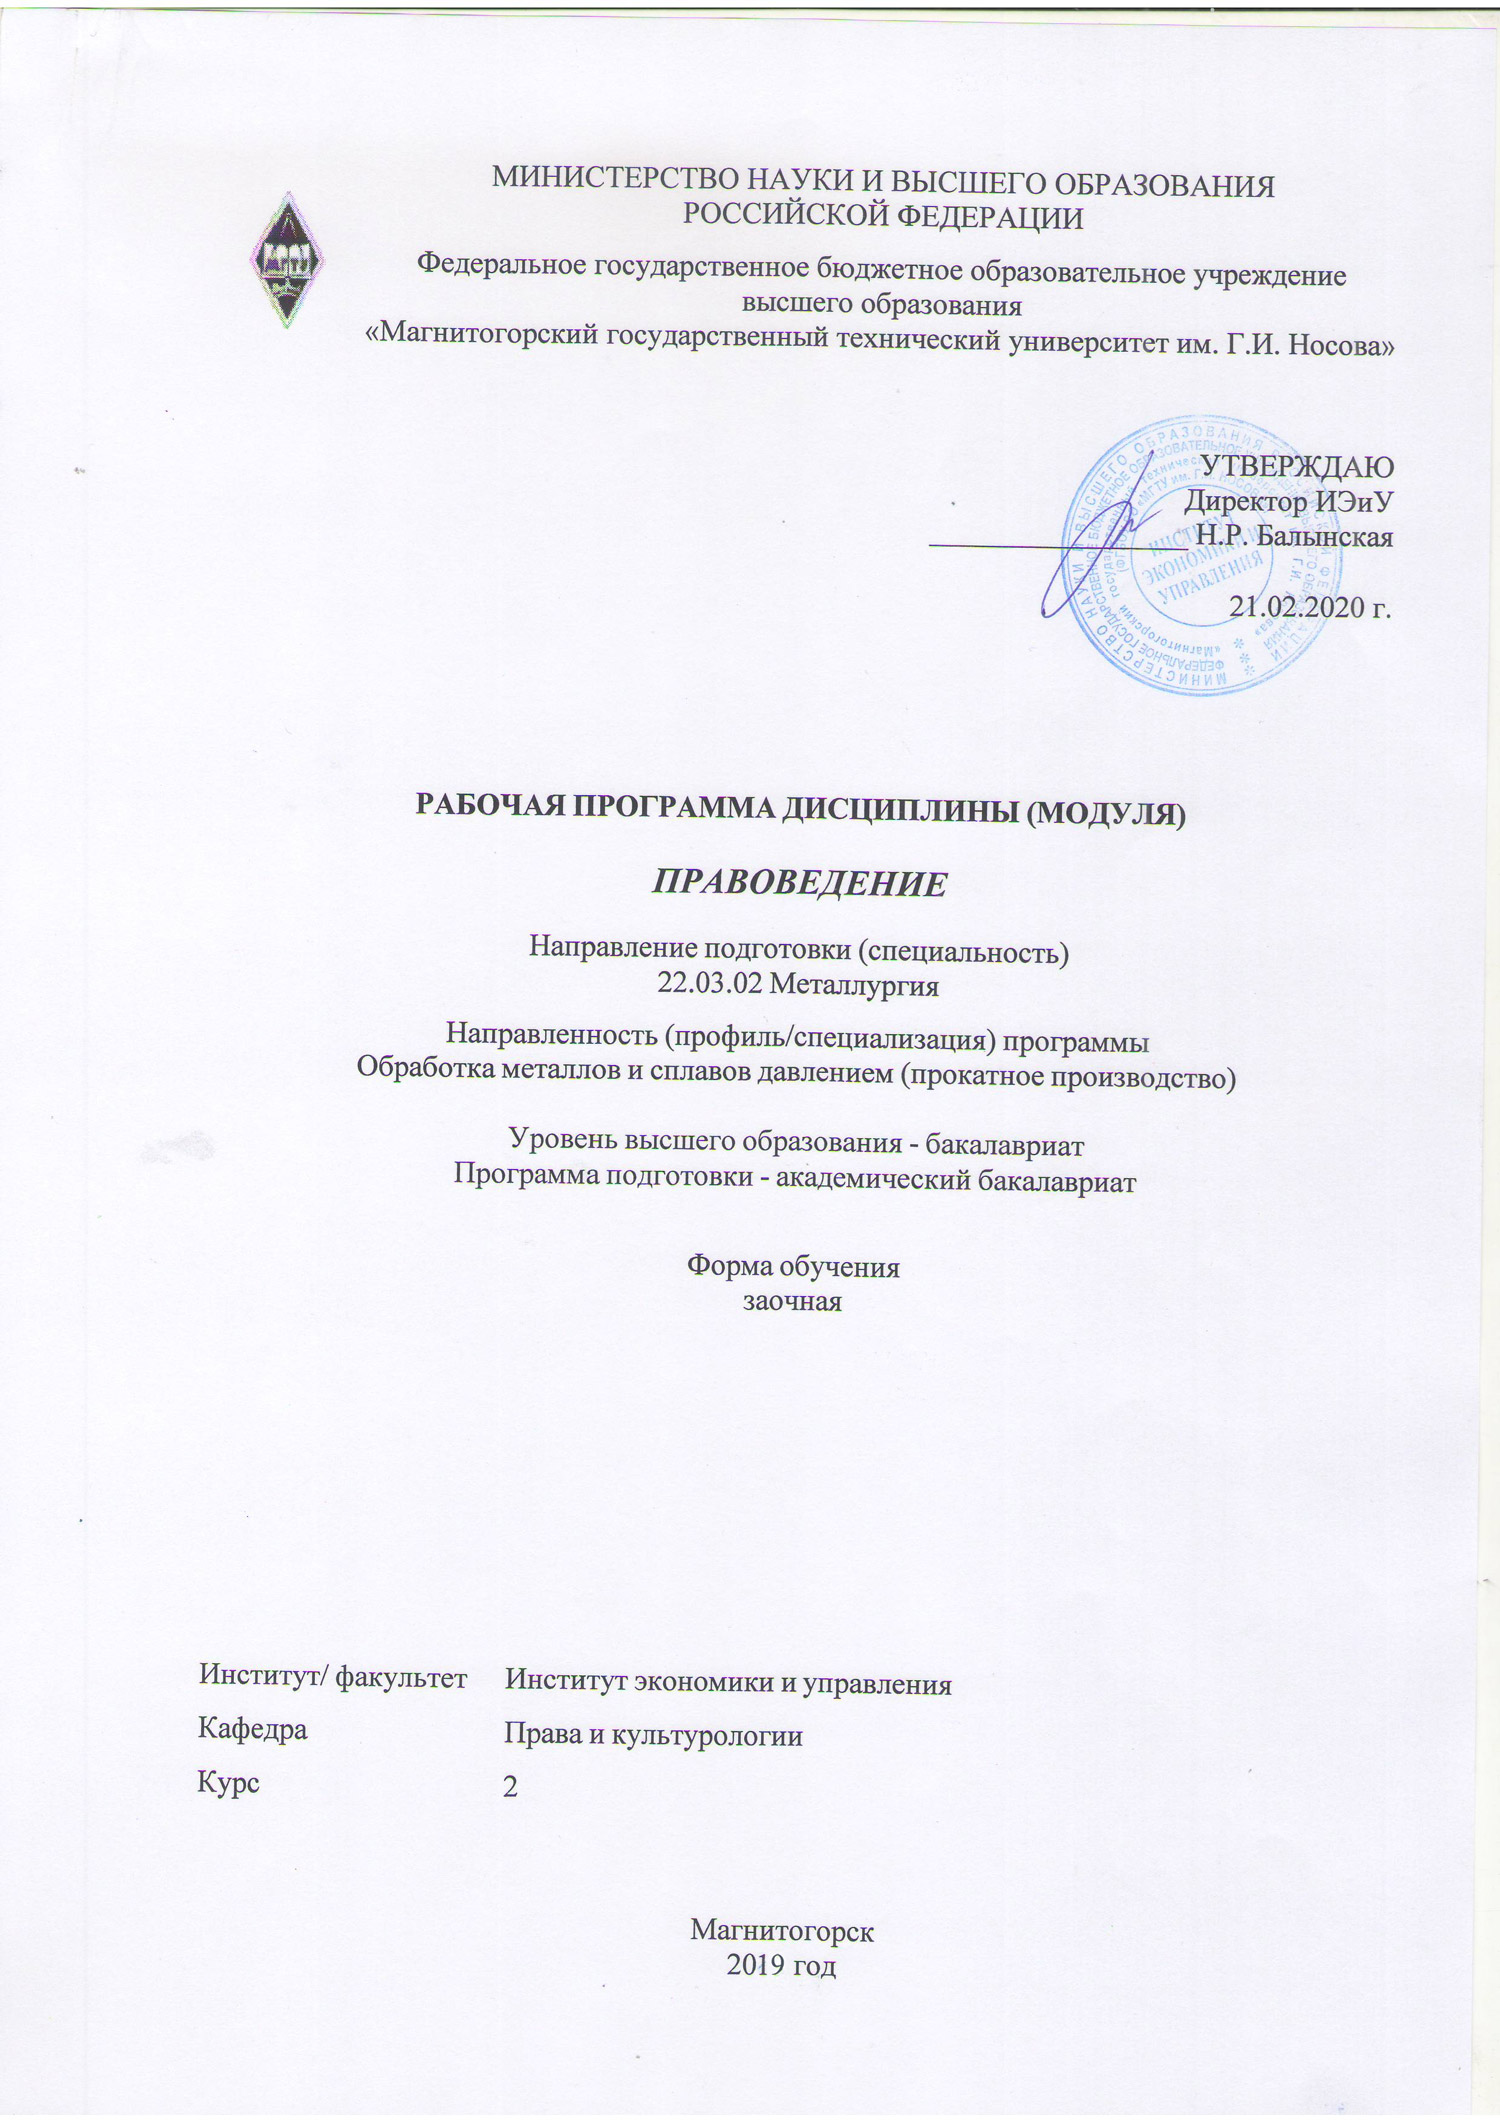 МИНИСТЕРСТВО НАУКИ И ВЫСШЕГО ОБРАЗОВАНИЯ
РОССИЙСКОЙ ФЕДЕРАЦИИ
Федеральное государственное бюджетное образовательное учреждение
высшего образования
«Магнитогорский государственный технический университет им. Г.И. Носова»
УТВЕРЖДАЮ
Директор ИЭиУ
Н.Р. Балынская
21.02.2020 г.
ИНСТИТУТ
ЭКОНОМИКИ И
УПРАВЛЕНИЯ
РАБОЧАЯ ПРОГРАММА ДИСЦИПЛИНЫ (МОДУЛЯ)
ПРАВОВЕДЕНИЕ
Направление подготовки (специальность)
22.03.02 Металлургия
Направленность (профиль/специализация) программы
Обработка металлов и сплавов давлением (прокатное производство)
Уровень высшего образования - бакалавриат
Программа подготовки - академический бакалавриат
Форма обучения
заочная
Институт/ факультет Институт экономики и управления
Кафедра Права и культурологии
Курс 2
Магнитогорск
2019 год